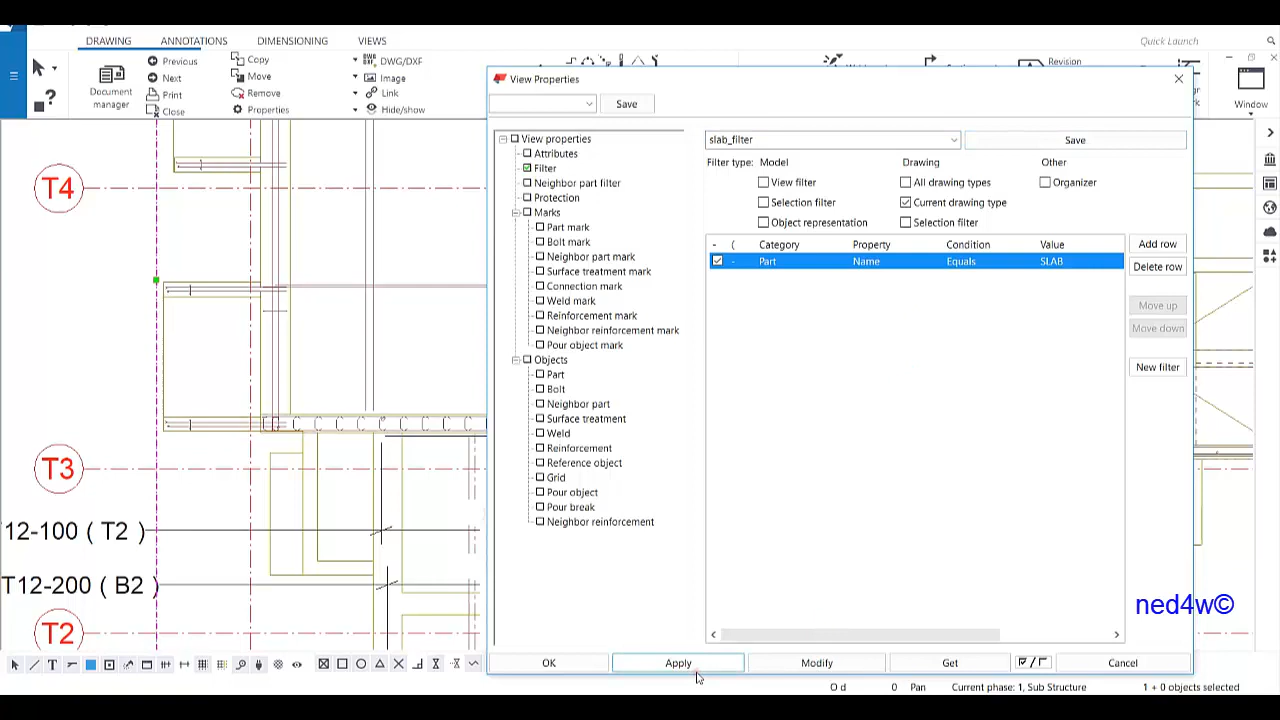 DRAWING ANNOTATIONS DIMENSIONING VIEWS Quick Launch
Document manager
Previous
Next
Print
Close
Copy
Move
Remove
Properties
DWG/DXF
Image
Link
Hide/show
Revision
Window
View Properties
Save
View properties
Attributes
Filter
Neighbor part filter
Protection
Marks
Part mark
Bolt mark
Neighbor part mark
Surface treatment mark
Connection mark
Weld mark
Reinforcement mark
Neighbor reinforcement mark
Pour object mark
Objects
Part
Bolt
Neighbor part
Surface treatment
Weld
Reinforcement
Reference object
Grid
Pour object
Pour break
Neighbor reinforcement
slab_filter Save
Filter type: Model Drawing Other
View filter All drawing types Organizer
Selection filter Current drawing type
Object representation Selection filter
- ( Category Property Condition Value
- Part Name Equals SLAB
Add row
Delete row
Move up
Move down
New filter
OK Apply Modify Get Cancel
T4
T3
12-100 ( T2 )
T12-200 ( B2 )
T2
ned4w©
O d 0 Pan Current phase: 1, Sub Structure 1 + 0 objects selected